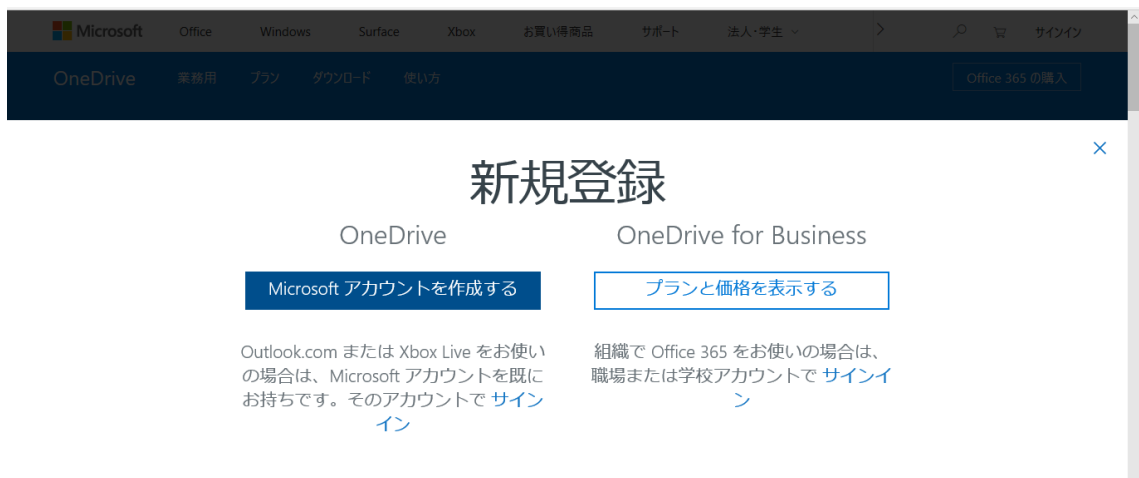 Microsoft Office Windows Surface Xbox お買い得商品 サポート 法人・学生 サインイン
OneDrive 業務用 プラン ダウンロード 使い方 Office 365 の購入
新規登録
OneDrive OneDrive for Business
Microsoft アカウントを作成する プランと価格を表示する
Outlook.com または Xbox Live をお使い
の場合は、Microsoft アカウントを既に
お持ちです。そのアカウントで サイン
イン
組織で Office 365 をお使いの場合は、
職場または学校アカウントで サインイ
ン